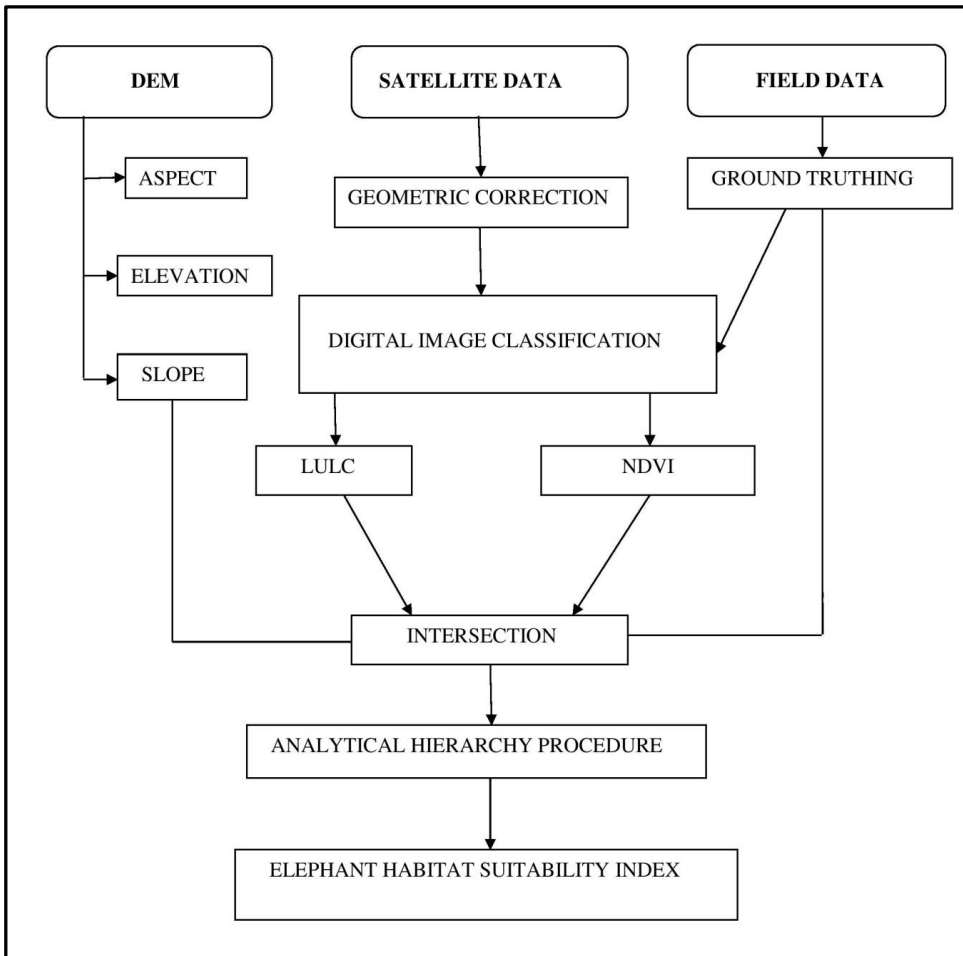 DEM
SATELLITE DATA
FIELD DATA
ASPECT
GROUND TRUTHING
GEOMETRIC CORRECTION
ELEVATION
DIGITAL IMAGE CLASSIFICATION
SLOPE
LULC
NDVI
INTERSECTION
ANALYTICAL HIERARCHY PROCEDURE
ELEPHANT HABITAT SUITABILITY INDEX